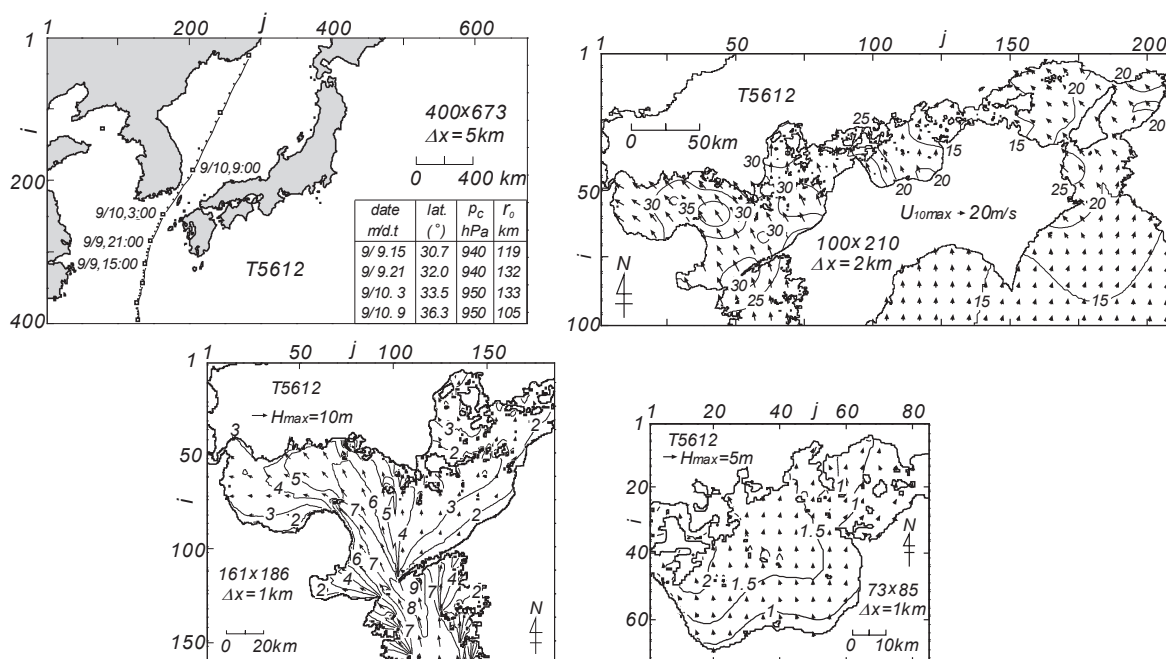 1 200 j 400 600
1
i
200
400
400x673
Δx=5km
0 400 km
9/10,9:00
9/10,3:00
9/9,21:00
9/9,15:00
T5612
date lat. pc r0
m/d.t (°) hPa km
9/ 9.15 30.7 940 119
9/ 9.21 32.0 940 132
9/10. 3 33.5 950 133
9/10. 9 36.3 950 105
1 50 100 j 150 200
1
50
i
100
T5612
0 50km
25
20
20
20
20
15
15
15
30
30
C35
30
30
30
C
20
20
25
20
30
25
U10max → 20m/s
100x210
Δx=2km
N
15
15
1 50 j 100 150
1
50
i
100
150
T5612
→ Hmax=10m
3
3
2
2
5
4
6
7
5
3
3
2
4
2
6
7
4
2
9
7
4
2
8
7
161x186
Δx=1km
0 20km
N
1 20 40 j 60 80
1
20
i
40
60
T5612
→ Hmax=5m
1
1
1.5
2
1.5
1
N
73x85
Δx=1km
0 10km